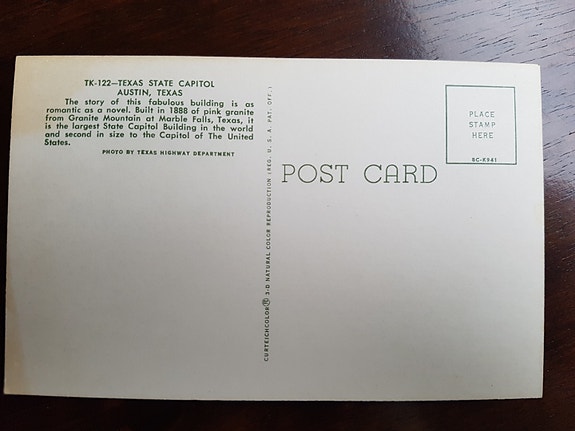 TK-122—TEXAS STATE CAPITOL
AUSTIN, TEXAS
The story of this fabulous building is as
romantic as a novel. Built in 1888 of pink granite
from Granite Mountain at Marble Falls, Texas, it
is the largest State Capitol Building in the world
and second in size to the Capitol of The United
States.
PHOTO BY TEXAS HIGHWAY DEPARTMENT
CURTEICHCOLOR® 3-D NATURAL COLOR REPRODUCTION (REG. U. S. A. PAT. OFF.)
POST CARD
PLACE
STAMP
HERE
8C-K941